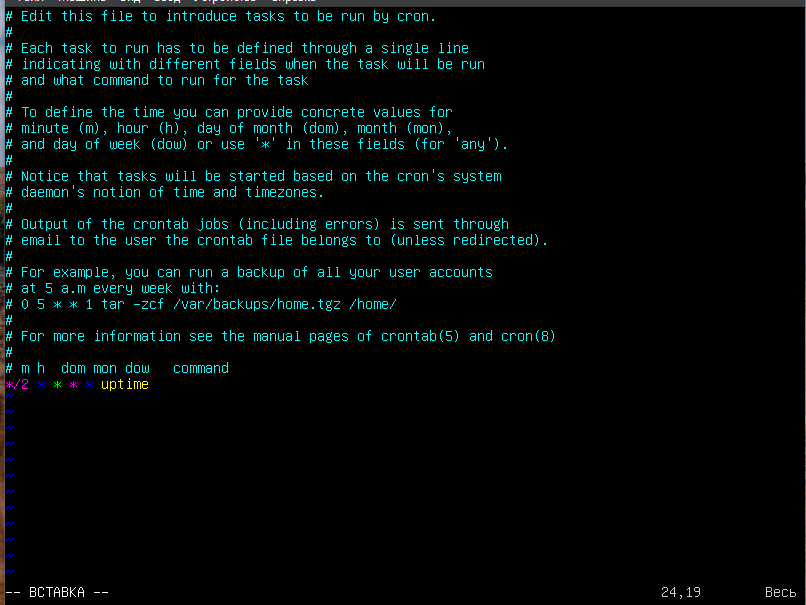 # Edit this file to introduce tasks to be run by cron.
#
# Each task to run has to be defined through a single line
# indicating with different fields when the task will be run
# and what command to run for the task
#
# To define the time you can provide concrete values for
# minute (m), hour (h), day of month (dom), month (mon),
# and day of week (dow) or use '*' in these fields (for 'any').
#
# Notice that tasks will be started based on the cron's system
# daemon's notion of time and timezones.
#
# Output of the crontab jobs (including errors) is sent through
# email to the user the crontab file belongs to (unless redirected).
#
# For example, you can run a backup of all your user accounts
# at 5 a.m every week with:
# 0 5 * * 1 tar -zcf /var/backups/home.tgz /home/
#
# For more information see the manual pages of crontab(5) and cron(8)
#
# m h  dom mon dow   command
*/2 * * * * uptime
~
~
~
~
~
~
~
~
~
~
~
~
-- ВСТАВКА -- 24,19 Весь